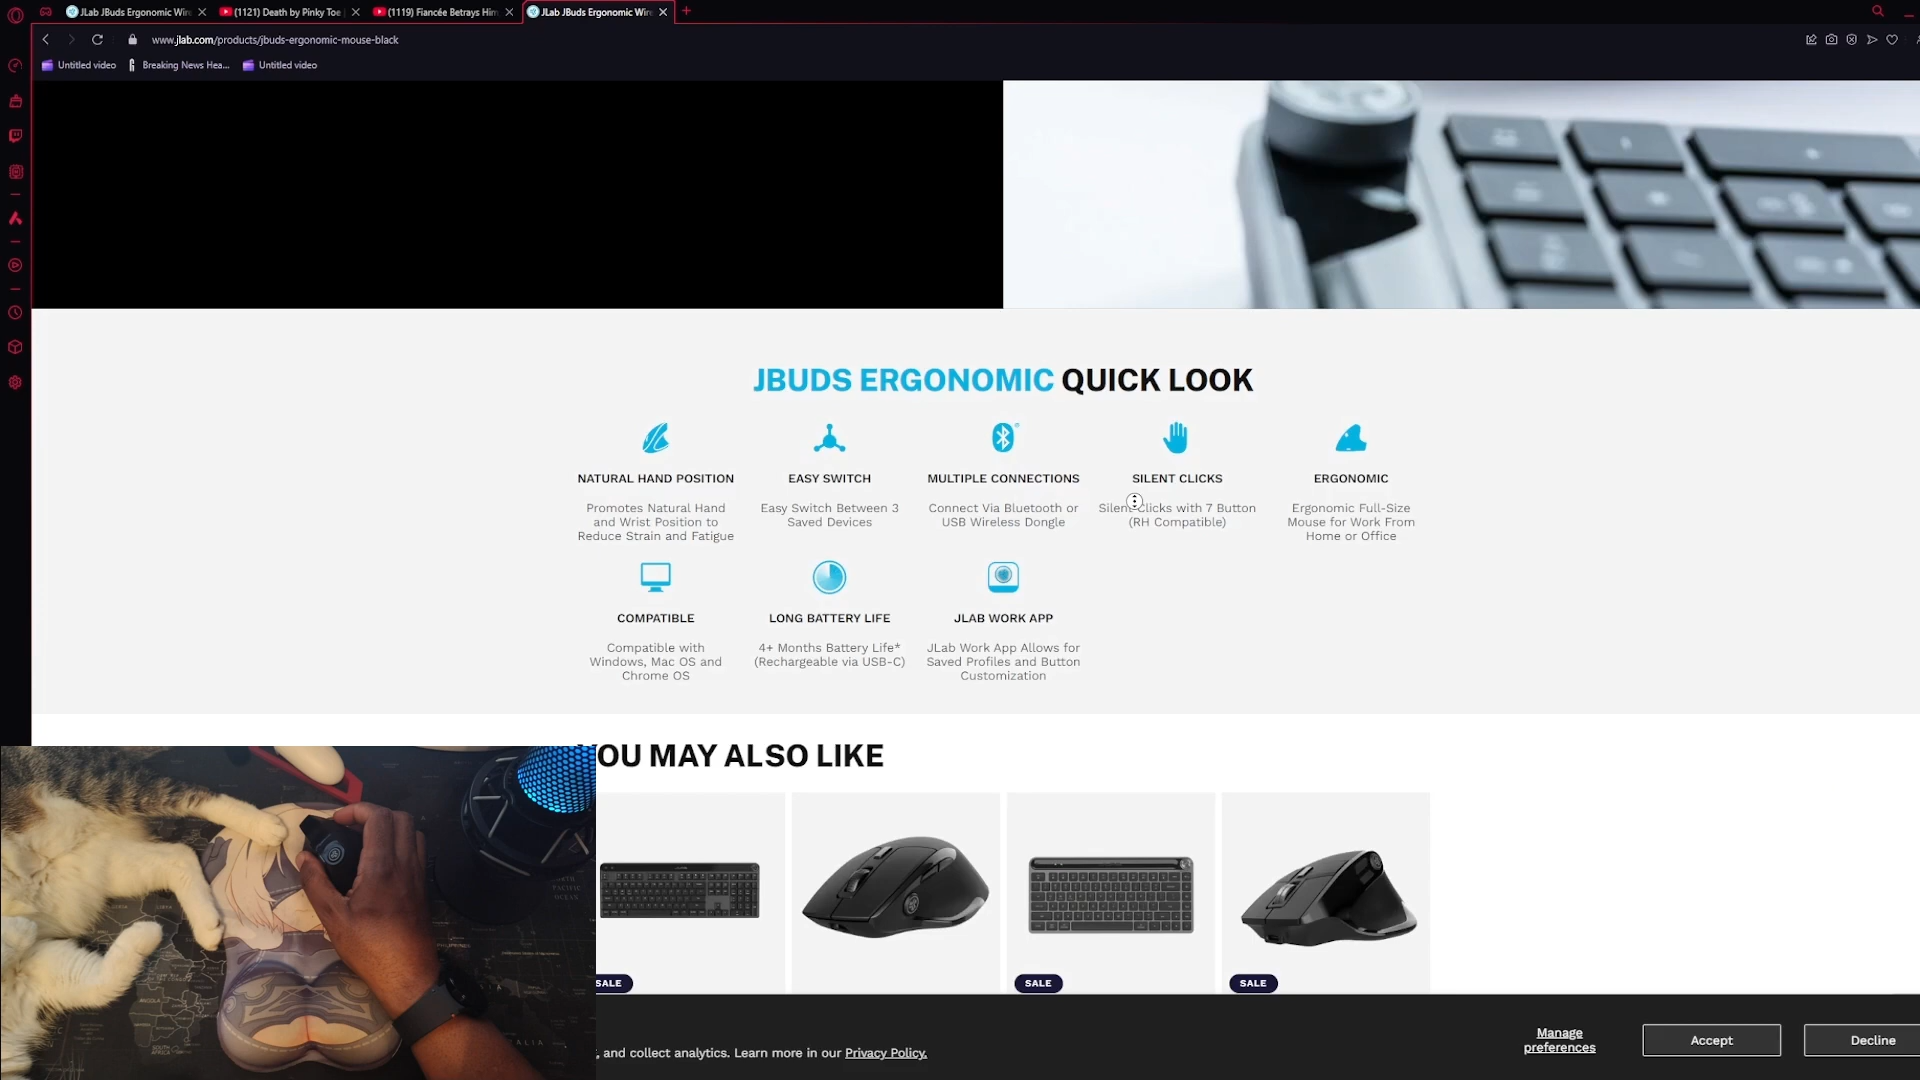 JLab JBuds Ergonomic Wire
(1121) Death by Pinky Toe |
(1119) Fiancée Betrays Him
JLab JBuds Ergonomic Wire
www.jlab.com/products/jbuds-ergonomic-mouse-black
Untitled video
Breaking News Hea...
Untitled video
JBUDS ERGONOMIC QUICK LOOK
NATURAL HAND POSITION
Promotes Natural Hand
and Wrist Position to
Reduce Strain and Fatigue
EASY SWITCH
Easy Switch Between 3
Saved Devices
MULTIPLE CONNECTIONS
Connect Via Bluetooth or
USB Wireless Dongle
SILENT CLICKS
Silent Clicks with 7 Button
(RH Compatible)
ERGONOMIC
Ergonomic Full-Size
Mouse for Work From
Home or Office
COMPATIBLE
Compatible with
Windows, Mac OS and
Chrome OS
LONG BATTERY LIFE
4+ Months Battery Life*
(Rechargeable via USB-C)
JLAB WORK APP
JLab Work App Allows for
Saved Profiles and Button
Customization
YOU MAY ALSO LIKE
SALE
SALE
SALE
, and collect analytics. Learn more in our Privacy Policy.
Manage
preferences
Accept
Decline